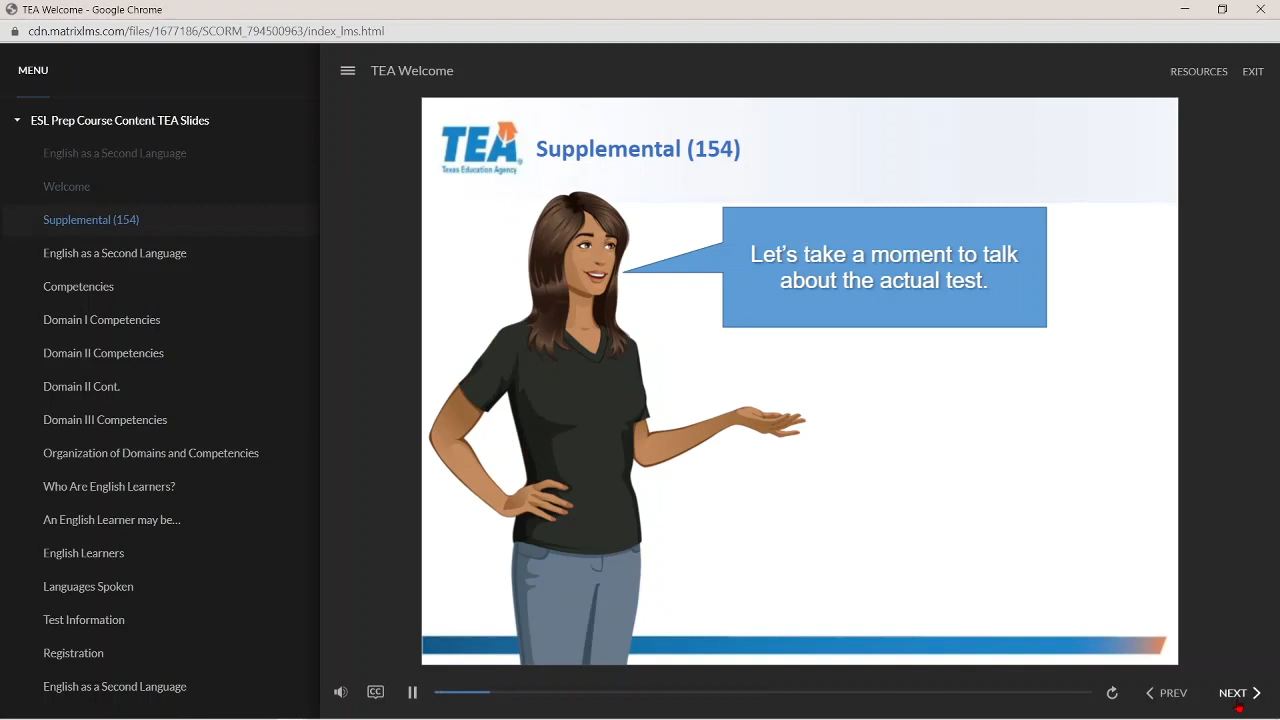 TEA Welcome - Google Chrome
cdn.matrixlms.com/files/1677186/SCORM_794500963/index_lms.html
MENU
TEA Welcome
RESOURCES
EXIT
ESL Prep Course Content TEA Slides
English as a Second Language
Welcome
Supplemental (154)
English as a Second Language
Competencies
Domain I Competencies
Domain II Competencies
Domain II Cont.
Domain III Competencies
Organization of Domains and Competencies
Who Are English Learners?
An English Learner may be...
English Learners
Languages Spoken
Test Information
Registration
English as a Second Language
TEA
Texas Education Agency
Supplemental (154)
Let's take a moment to talk
about the actual test.
CC
PREV
NEXT